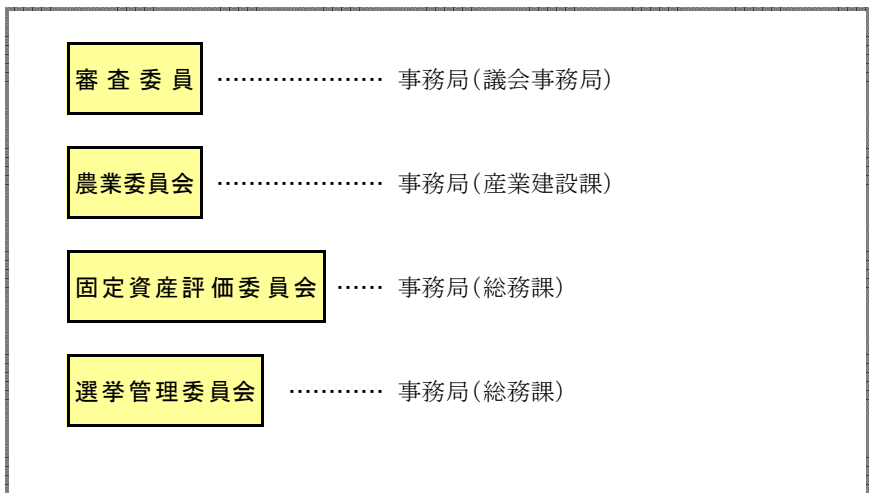 審査委員 ………………… 事務局(議会事務局)
農業委員会 ………………… 事務局(産業建設課)
固定資産評価委員会 …… 事務局(総務課)
選挙管理委員会 ………… 事務局(総務課)